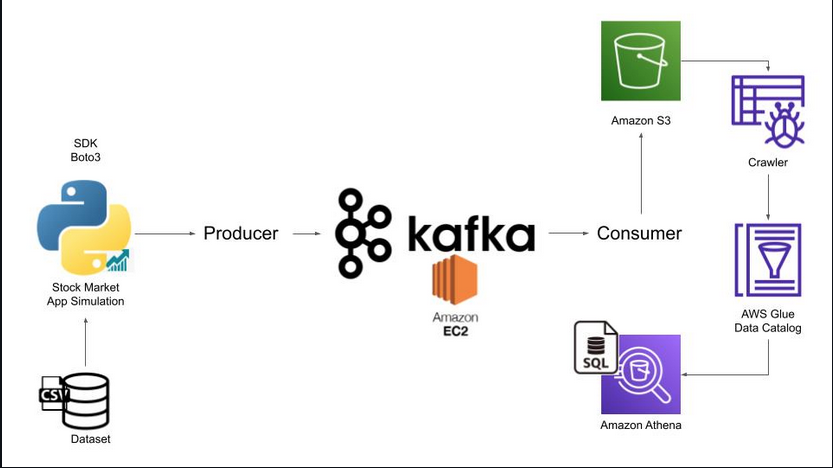 SDK
Boto3
Stock Market
App Simulation
CSV
Dataset
Producer
kafka
Amazon
EC2
Consumer
Amazon S3
Crawler
AWS Glue
Data Catalog
SQL
Amazon Athena